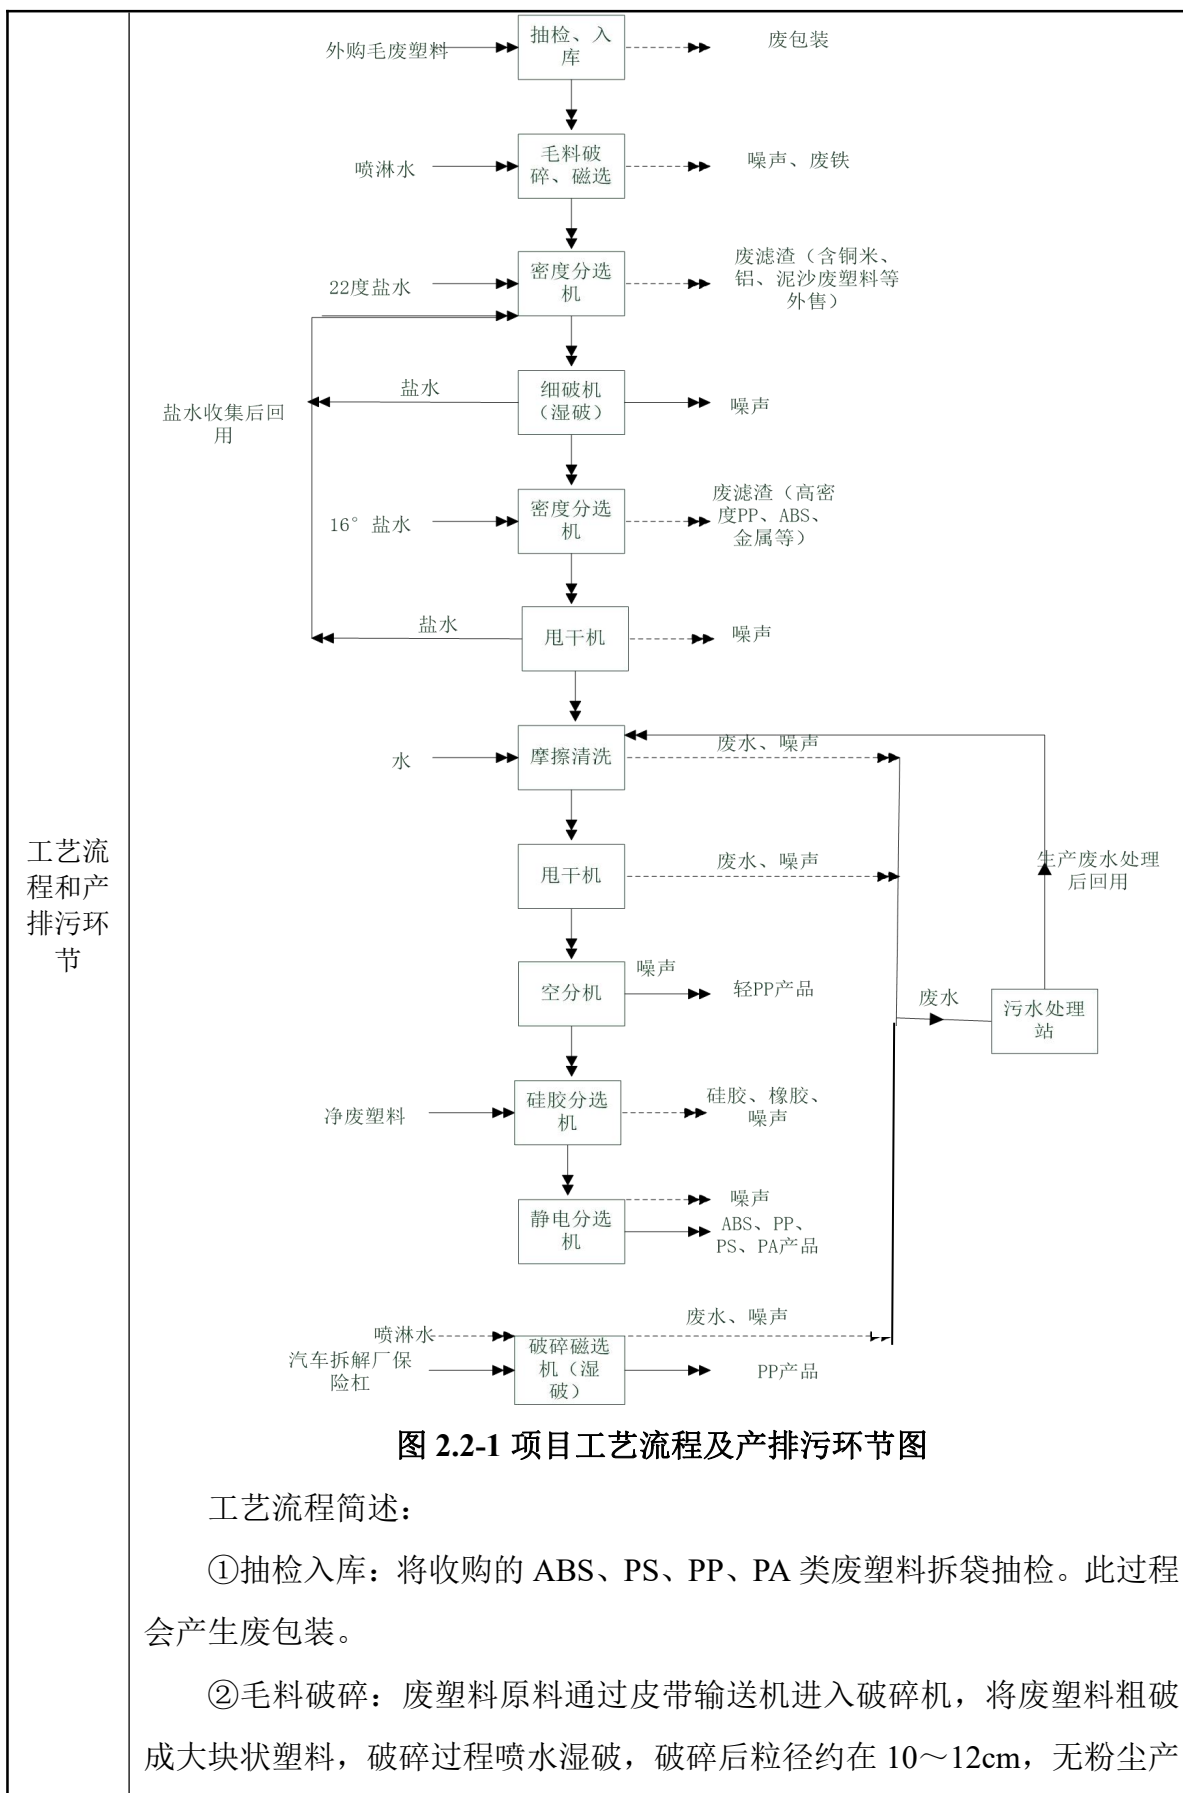 外购毛废塑料
抽检、入
库
废包装
喷淋水
毛料破
碎、磁选
噪声、废铁
22度盐水
密度分选
机
废滤渣（含铜米、
铝、泥沙废塑料等
外售）
盐水收集后回
用
盐水
细破机
（湿破）
噪声
16° 盐水
密度分选
机
废滤渣（高密
度PP、ABS、
金属等）
盐水
甩干机
噪声
水
摩擦清洗
废水、噪声
甩干机
废水、噪声
生产废水处理
后回用
空分机
噪声
轻PP产品
废水
污水处理
站
净废塑料
硅胶分选
机
硅胶、橡胶、
噪声
静电分选
机
噪声
ABS、PP、
PS、PA产品
喷淋水
汽车拆解厂保
险杠
破碎磁选
机（湿
破）
废水、噪声
PP产品
工艺流
程和产
排污环
节
图 2.2-1 项目工艺流程及产排污环节图
工艺流程简述：
①抽检入库：将收购的 ABS、PS、PP、PA 类废塑料拆袋抽检。此过程
会产生废包装。
②毛料破碎：废塑料原料通过皮带输送机进入破碎机，将废塑料粗破
成大块状塑料，破碎过程喷水湿破，破碎后粒径约在 10～12cm，无粉尘产